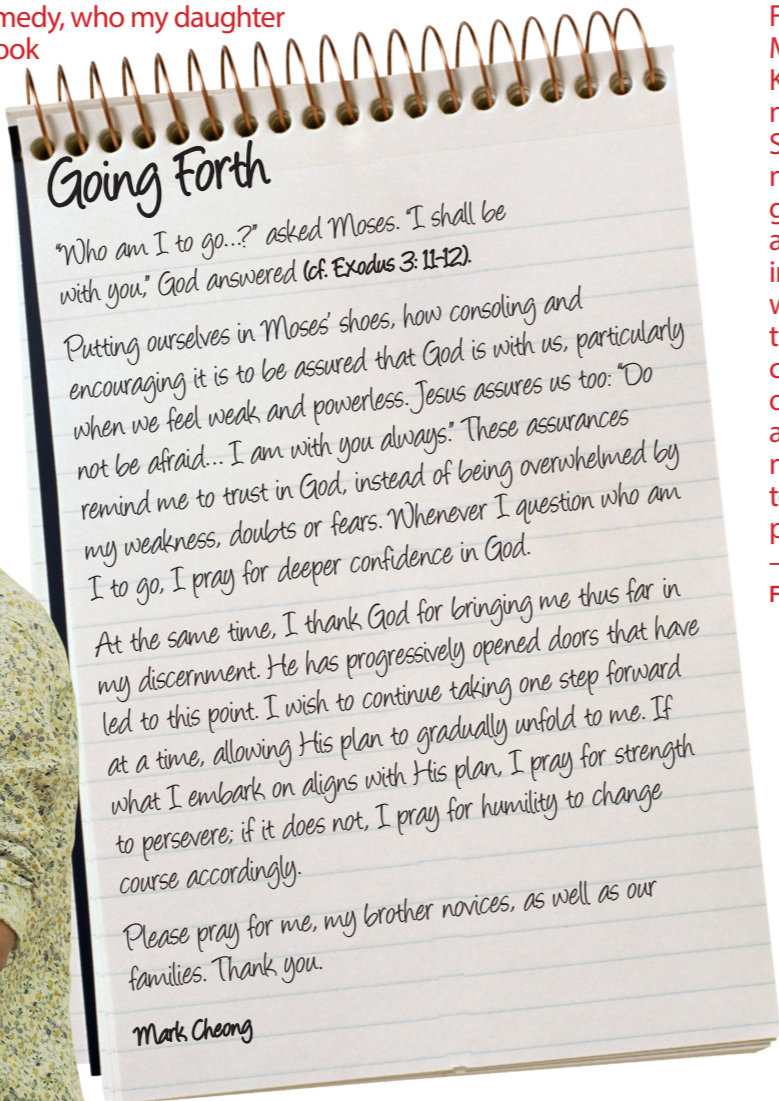 medy, who my daughter
ook
Going Forth
"Who am I to go...?" asked Moses. "I shall be
with you," God answered (cf. Exodus 3: 11-12).
Putting ourselves in Moses' shoes, how consoling and
encouraging it is to be assured that God is with us, particularly
when we feel weak and powerless. Jesus assures us too: "Do
not be afraid... I am with you always." These assurances
remind me to trust in God, instead of being overwhelmed by
my weakness, doubts or fears. Whenever I question who am
I to go, I pray for deeper confidence in God.
At the same time, I thank God for bringing me thus far in
my discernment. He has progressively opened doors that have
led to this point. I wish to continue taking one step forward
at a time, allowing His plan to gradually unfold to me. If
what I embark on aligns with His plan, I pray for strength
to persevere; if it does not, I pray for humility to change
course accordingly.
Please pray for me, my brother novices, as well as our
families. Thank you.
Mark Cheong